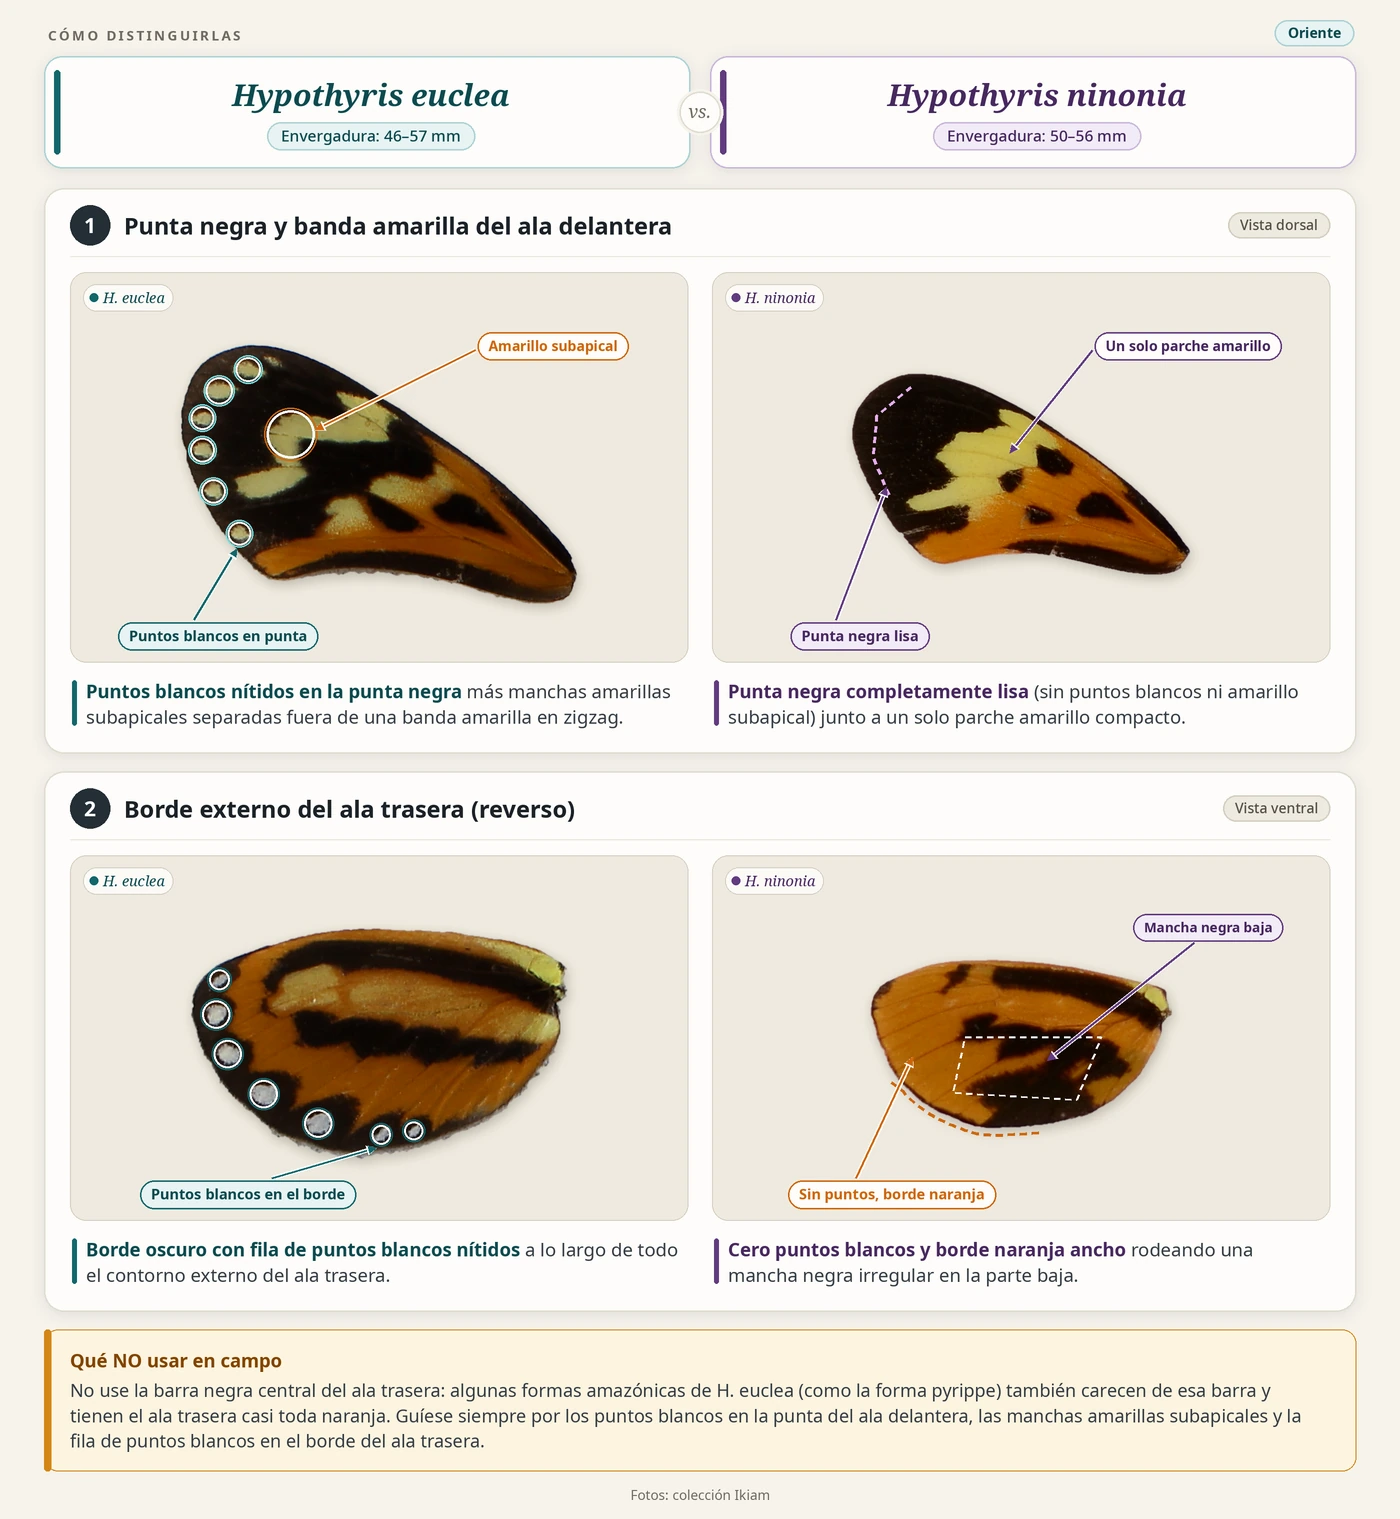 CÓMO DISTINGUIRLAS
Oriente
Hypothyris euclea
Envergadura: 46–57 mm
vs.
Hypothyris ninonia
Envergadura: 50–56 mm
1
Punta negra y banda amarilla del ala delantera
Vista dorsal
H. euclea
Amarillo subapical
Puntos blancos en punta
H. ninonia
Un solo parche amarillo
Punta negra lisa
Puntos blancos nítidos en la punta negra más manchas amarillas
subapicales separadas fuera de una banda amarilla en zigzag.
Punta negra completamente lisa (sin puntos blancos ni amarillo
subapical) junto a un solo parche amarillo compacto.
2
Borde externo del ala trasera (reverso)
Vista ventral
H. euclea
Puntos blancos en el borde
H. ninonia
Mancha negra baja
Sin puntos, borde naranja
Borde oscuro con fila de puntos blancos nítidos a lo largo de todo
el contorno externo del ala trasera.
Cero puntos blancos y borde naranja ancho rodeando una
mancha negra irregular en la parte baja.
Qué NO usar en campo
No use la barra negra central del ala trasera: algunas formas amazónicas de H. euclea (como la forma pyrippe) también carecen de esa barra y
tienen el ala trasera casi toda naranja. Guíese siempre por los puntos blancos en la punta del ala delantera, las manchas amarillas subapicales y la
fila de puntos blancos en el borde del ala trasera.
Fotos: colección Ikiam